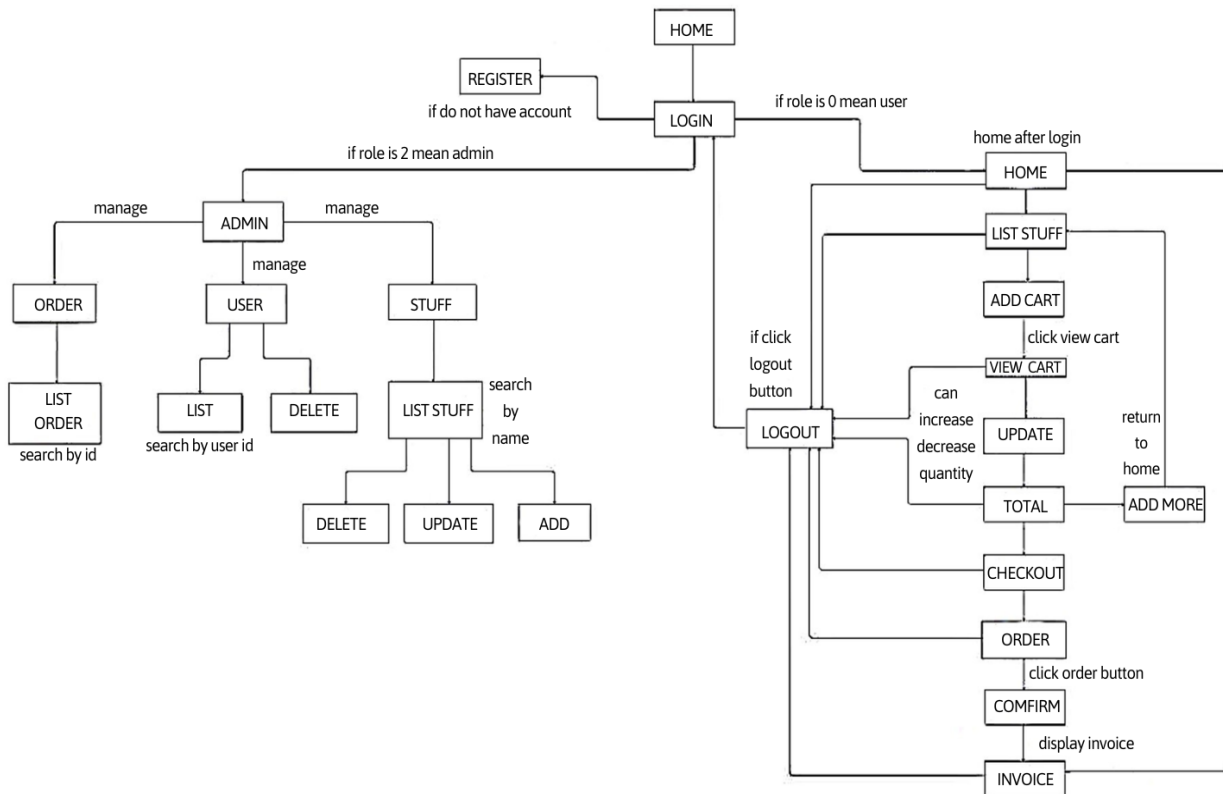 HOME
REGISTER
if do not have account
LOGIN
if role is 0 mean user
if role is 2 mean admin
home after login
HOME
manage
ADMIN
manage
manage
LIST STUFF
ORDER
USER
STUFF
ADD CART
click view cart
if click
logout
button
VIEW CART
LIST
ORDER
search by id
LIST
search by user id
DELETE
LIST STUFF
search
by
name
can
increase
decrease
quantity
LOGOUT
UPDATE
return
to
home
DELETE
UPDATE
ADD
TOTAL
ADD MORE
CHECKOUT
ORDER
click order button
COMFIRM
display invoice
INVOICE